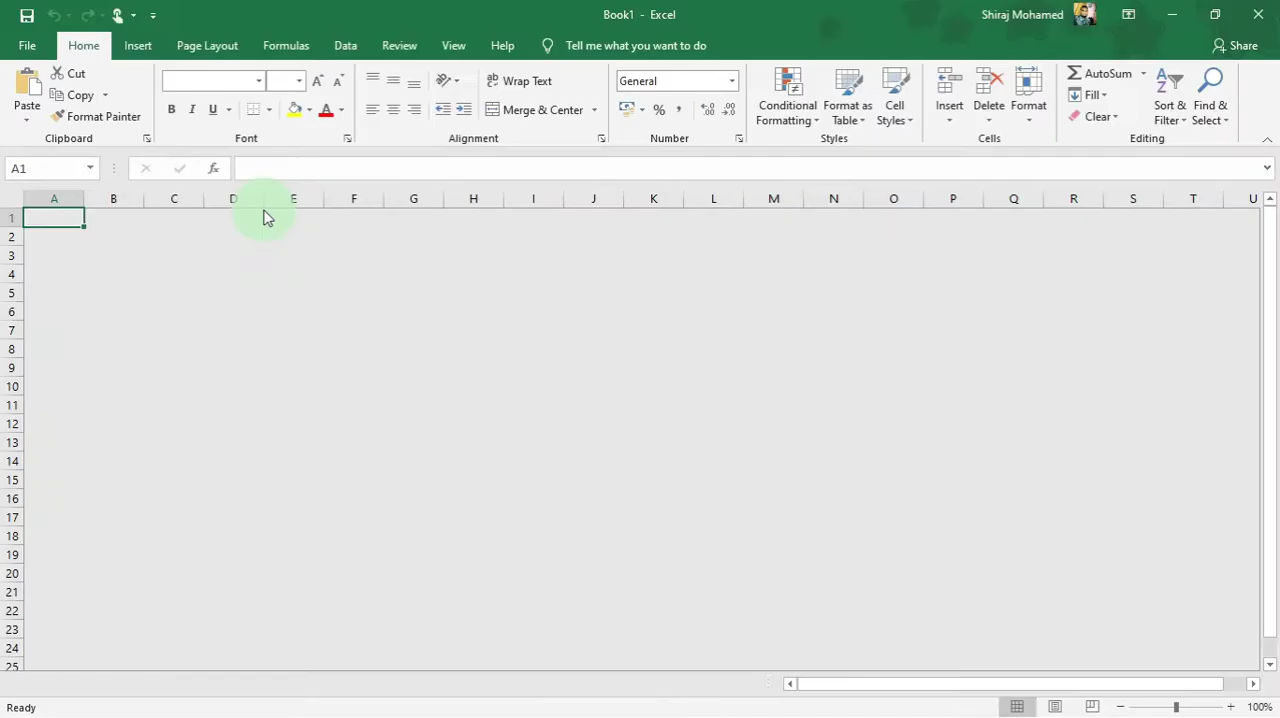 Book1 - Excel
Shiraj Mohamed
File Home Insert Page Layout Formulas Data Review View Help Tell me what you want to do Share
Paste Cut Copy Format Painter Clipboard
B I U A Font
ab Wrap Text Merge & Center Alignment
General % , Number
Conditional Formatting Format as Table Cell Styles Styles
Insert Delete Format Cells
AutoSum Fill Clear Sort & Filter Find & Select Editing
A1 fx
A B C D E F G H I J K L M N O P Q R S T U
1
2
3
4
5
6
7
8
9
10
11
12
13
14
15
16
17
18
19
20
21
22
23
24
25
Ready 100%